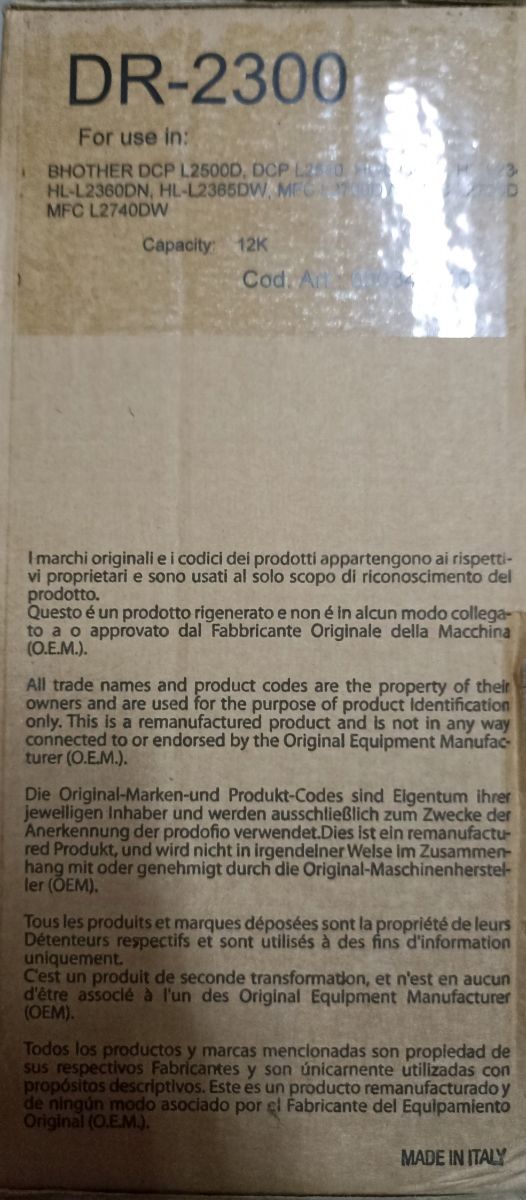 DR-2300
For use in:
BHOTHER DCP L2500D, DCP
HL-L2360DN, HL-L2365DW, MFC
MFC L2740DW
Capacity: 12K
Cod. Art.:
I marchi originali e i codici dei prodotti appartengono ai rispetti-
vi proprietari e sono usati al solo scopo di riconoscimento del
prodotto.
Questo é un prodotto rigenerato e non é in alcun modo collega-
to a o approvato dal Fabbricante Originale della Macchina
(O.E.M.).
All trade names and product codes are the property of their
owners and are used for the purpose of product Identification
only. This is a remanufactured product and is not in any way
connected to or endorsed by the Original Equipment Manufac-
turer (O.E.M.).
Die Original-Marken-und Produkt-Codes sind Eigentum ihrer
jeweiligen Inhaber und werden ausschließlich zum Zwecke der
Anerkennung der prodofio verwendet.Dies ist ein remanufactu-
red Produkt, und wird nicht in irgendeiner Weise im Zusammen-
hang mit oder genehmigt durch die Original-Maschinenherstel-
ler (OEM).
Tous les produits et marques déposées sont la propriété de leurs
Détenteurs respectifs et sont utilisés à des fins d'information
uniquement.
C'est un produit de seconde transformation, et n'est en aucun
d'être associé à l'un des Original Equipment Manufacturer
(OEM).
Todos los productos y marcas mencionadas son propiedad de
sus respectivos Fabricantes y son únicarnente utilizadas con
propósitos descriptivos. Este es un producto remanufacturado y
de ningún modo asociado por el Fabricante del Equipamiento
Original (O.E.M.).
MADE IN ITALY